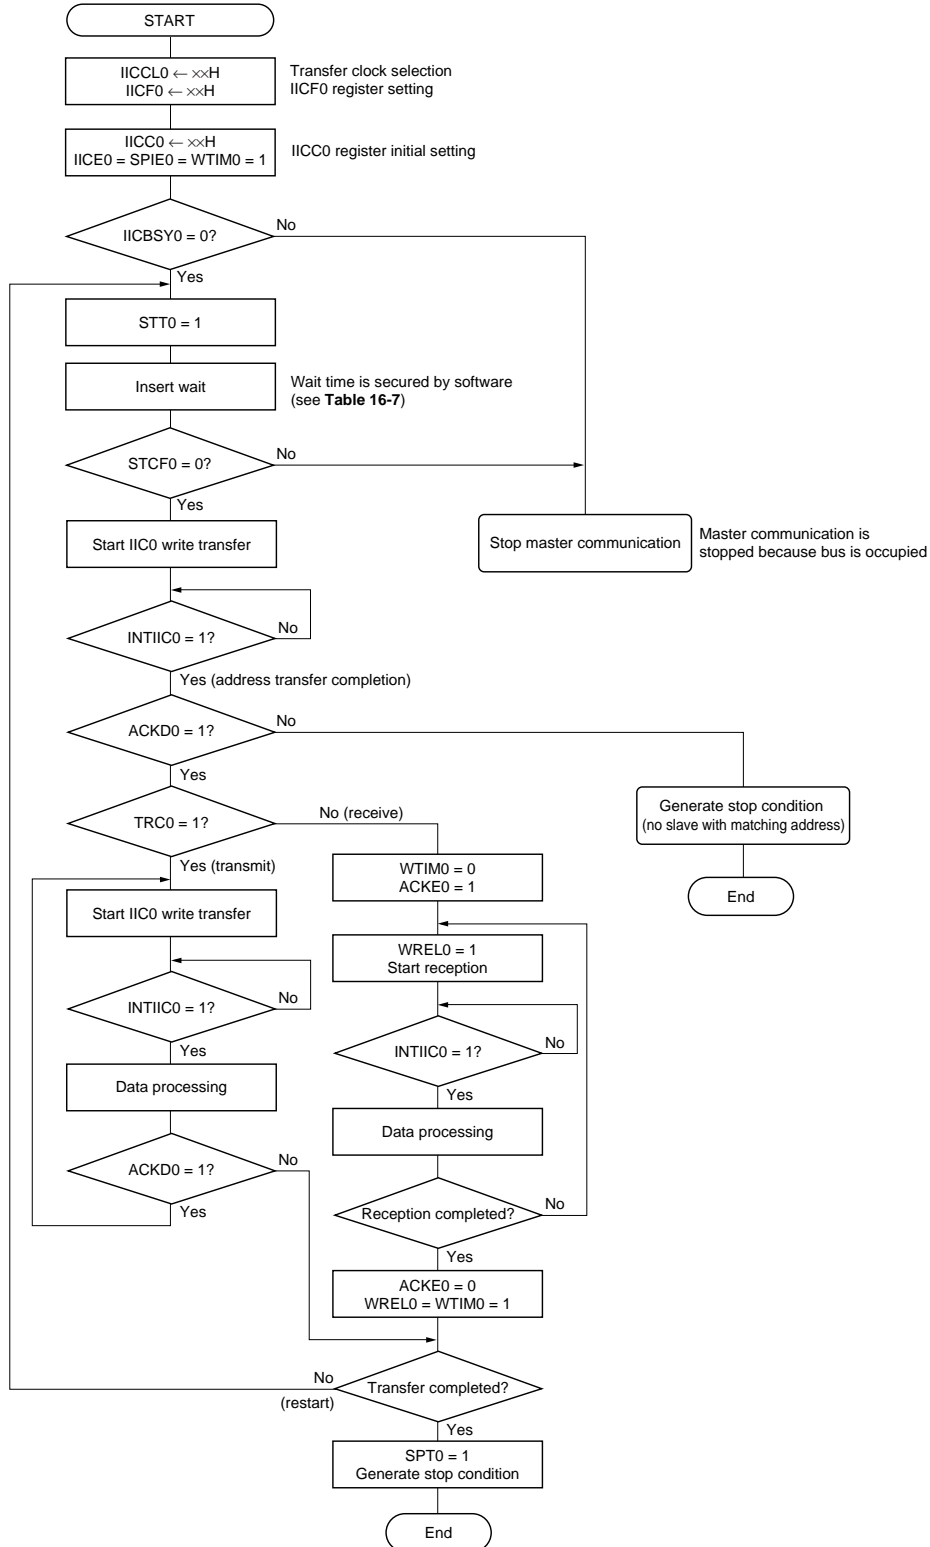 START
IICCL0 ← ××H
IICF0 ← ××H
Transfer clock selection
IICF0 register setting
IICC0 ← ××H
IICE0 = SPIE0 = WTIM0 = 1
IICC0 register initial setting
IICBSY0 = 0?
No
Yes
STT0 = 1
Insert wait
Wait time is secured by software
(see Table 16-7)
STCF0 = 0?
No
Yes
Start IIC0 write transfer
Stop master communication
Master communication is
stopped because bus is occupied
INTIIC0 = 1?
No
Yes (address transfer completion)
ACKD0 = 1?
No
Yes
Generate stop condition
(no slave with matching address)
End
TRC0 = 1?
No (receive)
Yes (transmit)
WTIM0 = 0
ACKE0 = 1
Start IIC0 write transfer
WREL0 = 1
Start reception
INTIIC0 = 1?
No
Yes
INTIIC0 = 1?
No
Yes
Data processing
Data processing
ACKD0 = 1?
No
Yes
Reception completed?
No
Yes
ACKE0 = 0
WREL0 = WTIM0 = 1
Transfer completed?
No
(restart)
Yes
SPT0 = 1
Generate stop condition
End